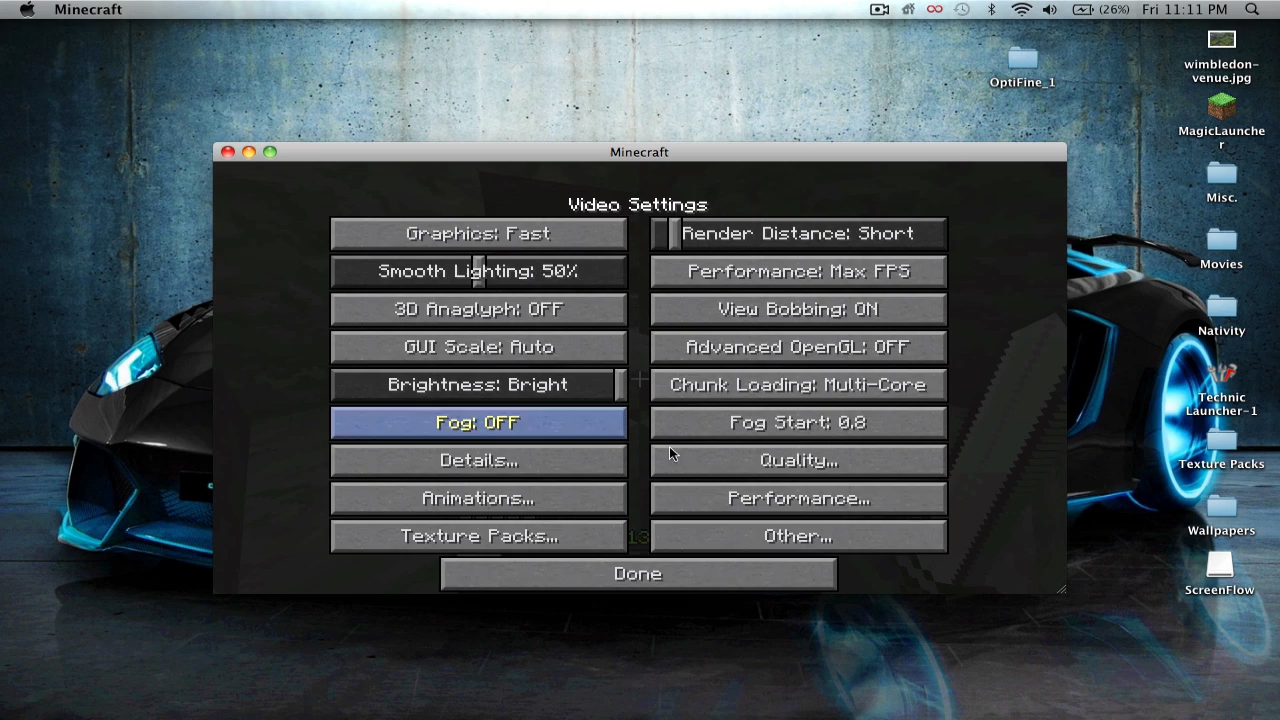 Minecraft
(26%) Fri 11:11 PM
OptiFine_1
wimbledon-
venue.jpg
MagicLaunche
r
Misc.
Movies
Nativity
Technic
Launcher-1
Texture Packs
Wallpapers
ScreenFlow
Minecraft
Video Settings
Graphics: Fast
Render Distance: Short
Smooth Lighting: 50%
Performance: Max FPS
3D Anaglyph: OFF
View Bobbing: ON
GUI Scale: Auto
Advanced OpenGL: OFF
Brightness: Bright
Chunk Loading: Multi-Core
Fog: OFF
Fog Start: 0.8
Details...
Quality...
Animations...
Performance...
Texture Packs...
13
Other...
Done